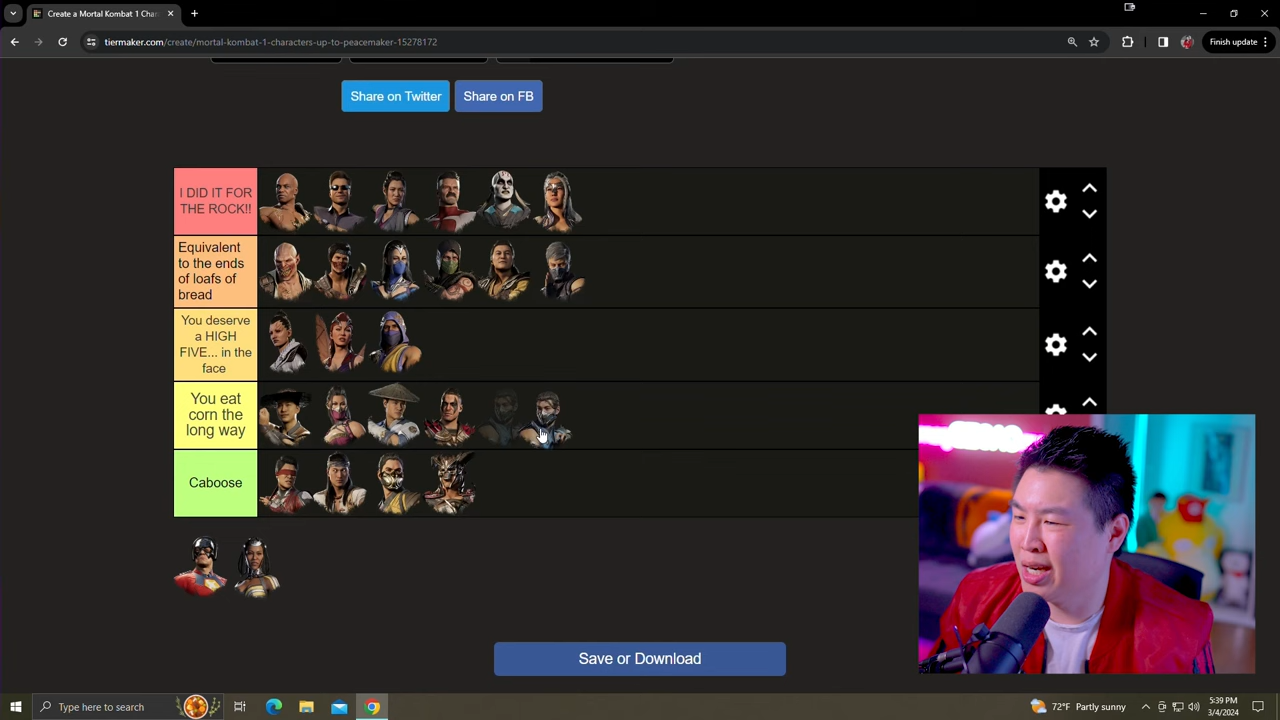 Create a Mortal Kombat 1 Char
tiermaker.com/create/mortal-kombat-1-characters-up-to-peacemaker-15278172
Finish update
Share on Twitter
Share on FB
I DID IT FOR
THE ROCK!!
Equivalent
to the ends
of loafs of
bread
You deserve
a HIGH
FIVE... in the
face
You eat
corn the
long way
Caboose
Save or Download
Type here to search
72°F Partly sunny
5:39 PM
3/4/2024